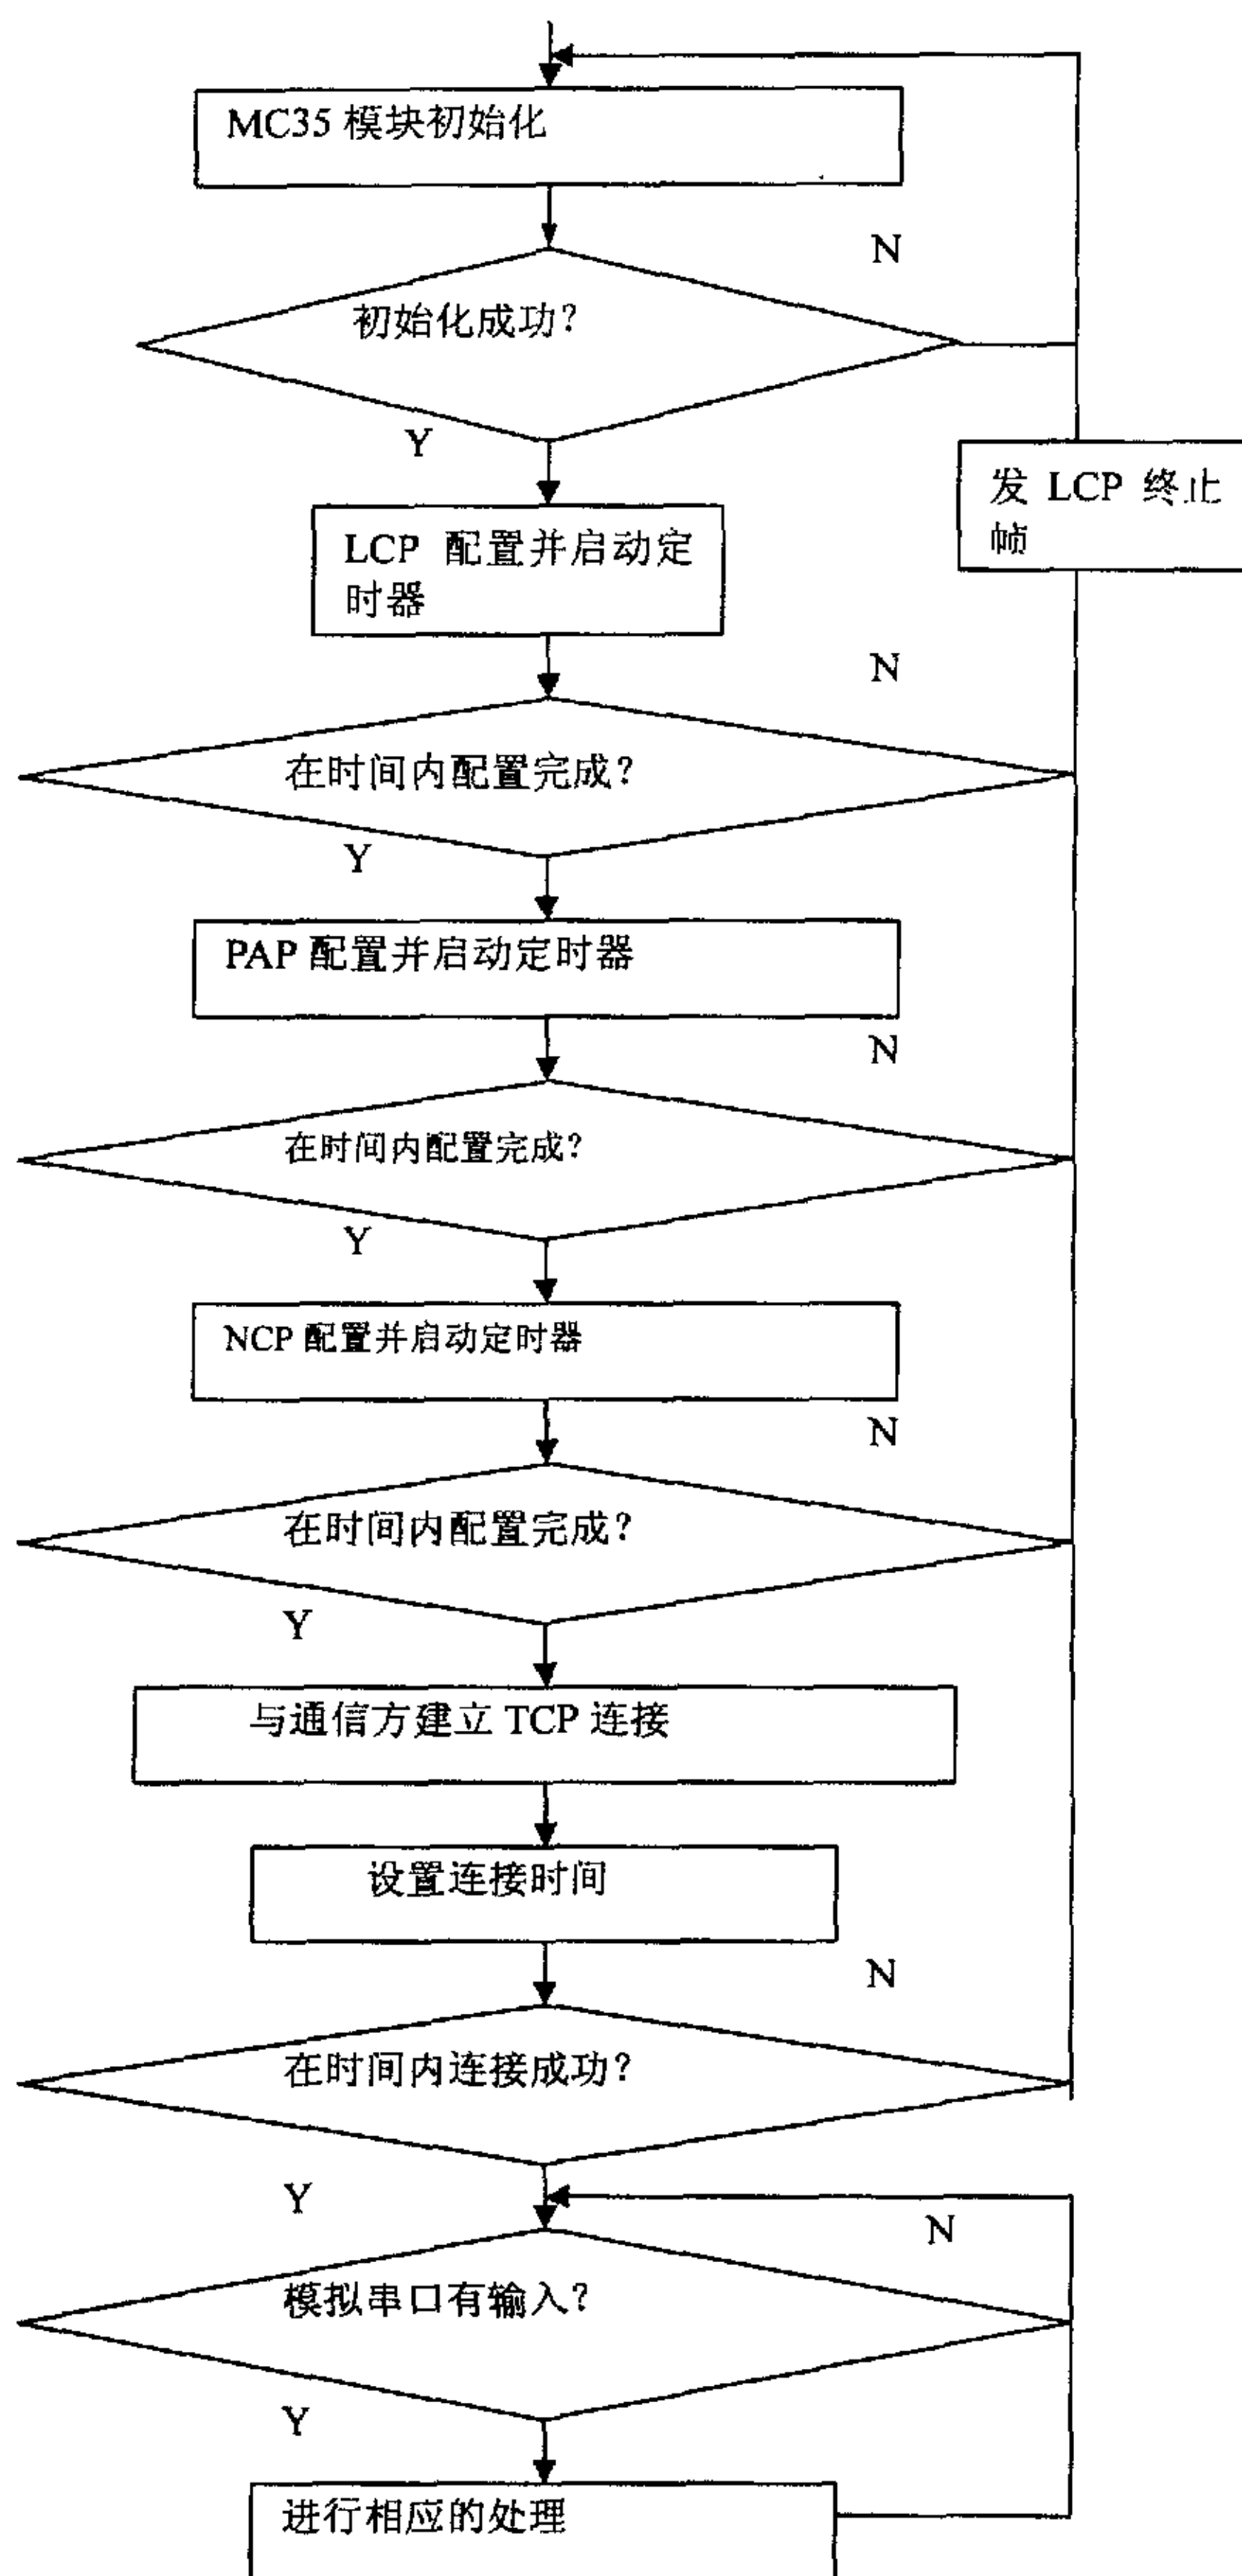 MC35 模块初始化
N
初始化成功?
Y
发 LCP 终止
帧
LCP 配置并启动定
时器
N
在时间内配置完成?
Y
PAP 配置并启动定时器
N
在时间内配置完成?
Y
NCP 配置并启动定时器
N
在时间内配置完成?
Y
与通信方建立 TCP 连接
设置连接时间
N
在时间内连接成功?
Y
N
模拟串口有输入?
Y
进行相应的处理